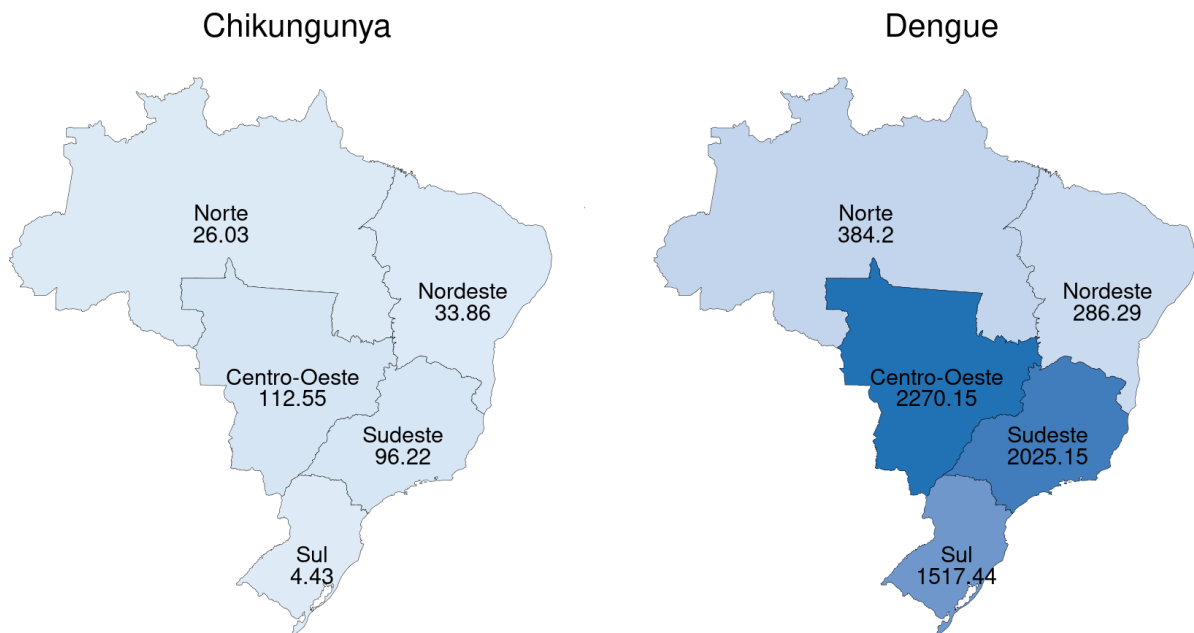 Chikungunya
Norte
26.03
Nordeste
33.86
Centro-Oeste
112.55
Sudeste
96.22
Sul
4.43
Dengue
Norte
384.2
Nordeste
286.29
Centro-Oeste
2270.15
Sudeste
2025.15
Sul
1517.44